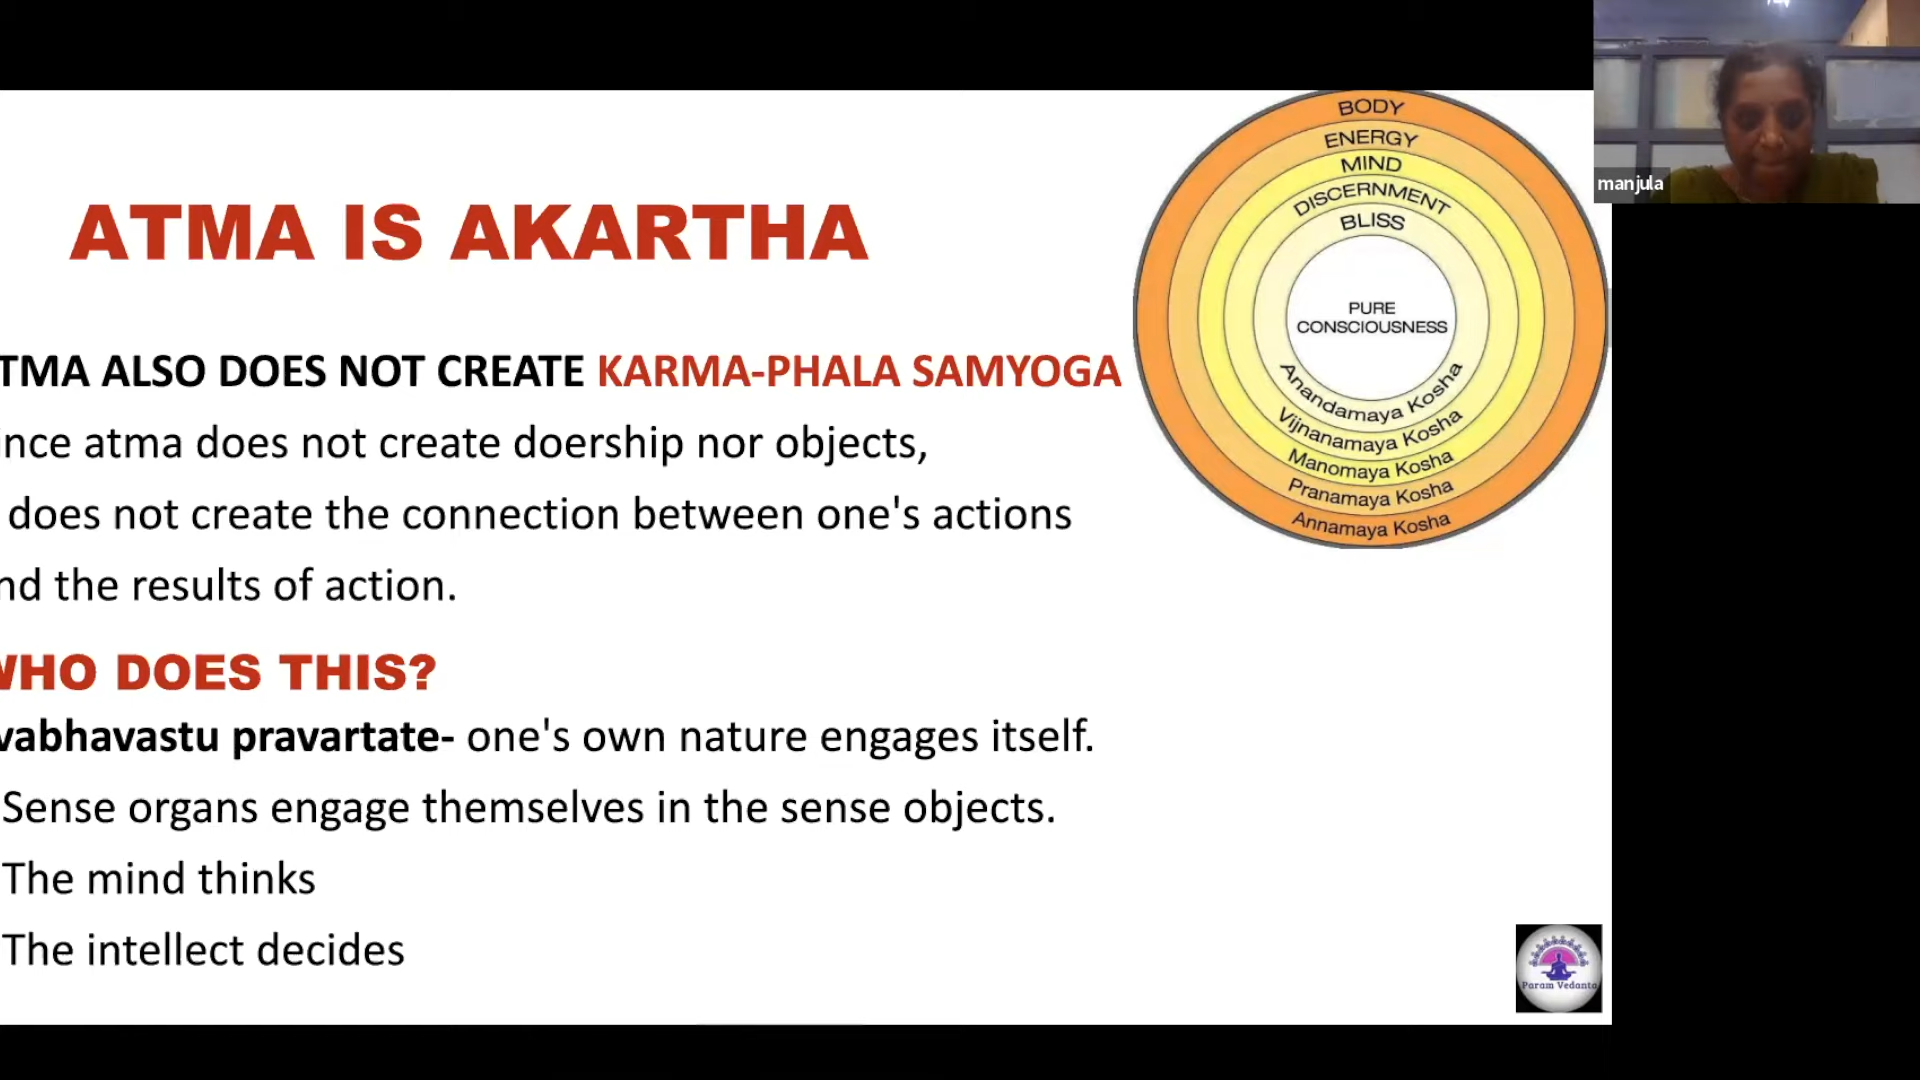 ATMA IS AKARTHA
TMA ALSO DOES NOT CREATE KARMA-PHALA SAMYOGA
ince atma does not create doership nor objects,
does not create the connection between one's actions
nd the results of action.
WHO DOES THIS?
vabhavastu pravartate- one's own nature engages itself.
Sense organs engage themselves in the sense objects.
The mind thinks
The intellect decides
BODY
ENERGY
MIND
DISCERNMENT
BLISS
PURE
CONSCIOUSNESS
Anandamaya Kosha
Vijnanamaya Kosha
Manomaya Kosha
Pranamaya Kosha
Annamaya Kosha
manjula
Param Vedanta